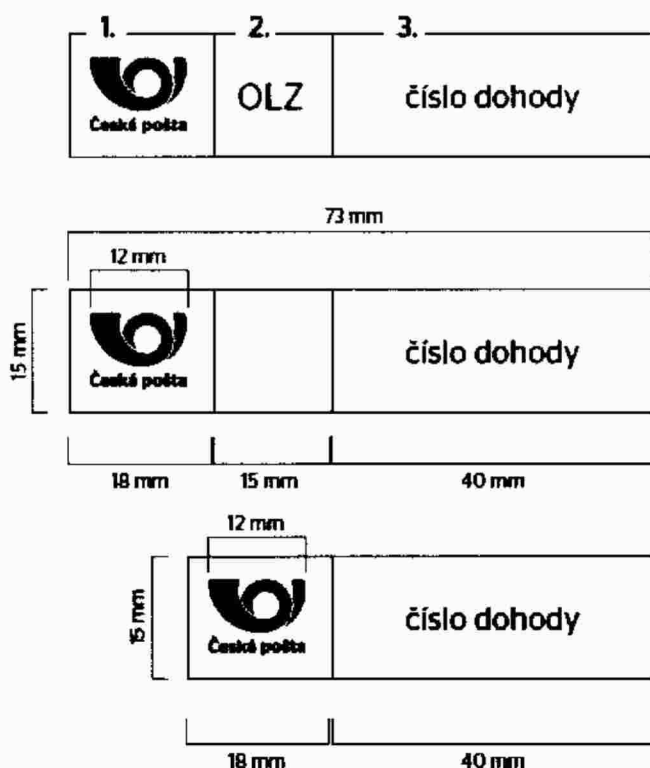 1. 2. 3.
Česká pošta OLZ číslo dohody
73 mm
12 mm
15 mm
Česká pošta číslo dohody
18 mm 15 mm 40 mm
12 mm
15 mm
Česká pošta číslo dohody
18 mm 40 mm